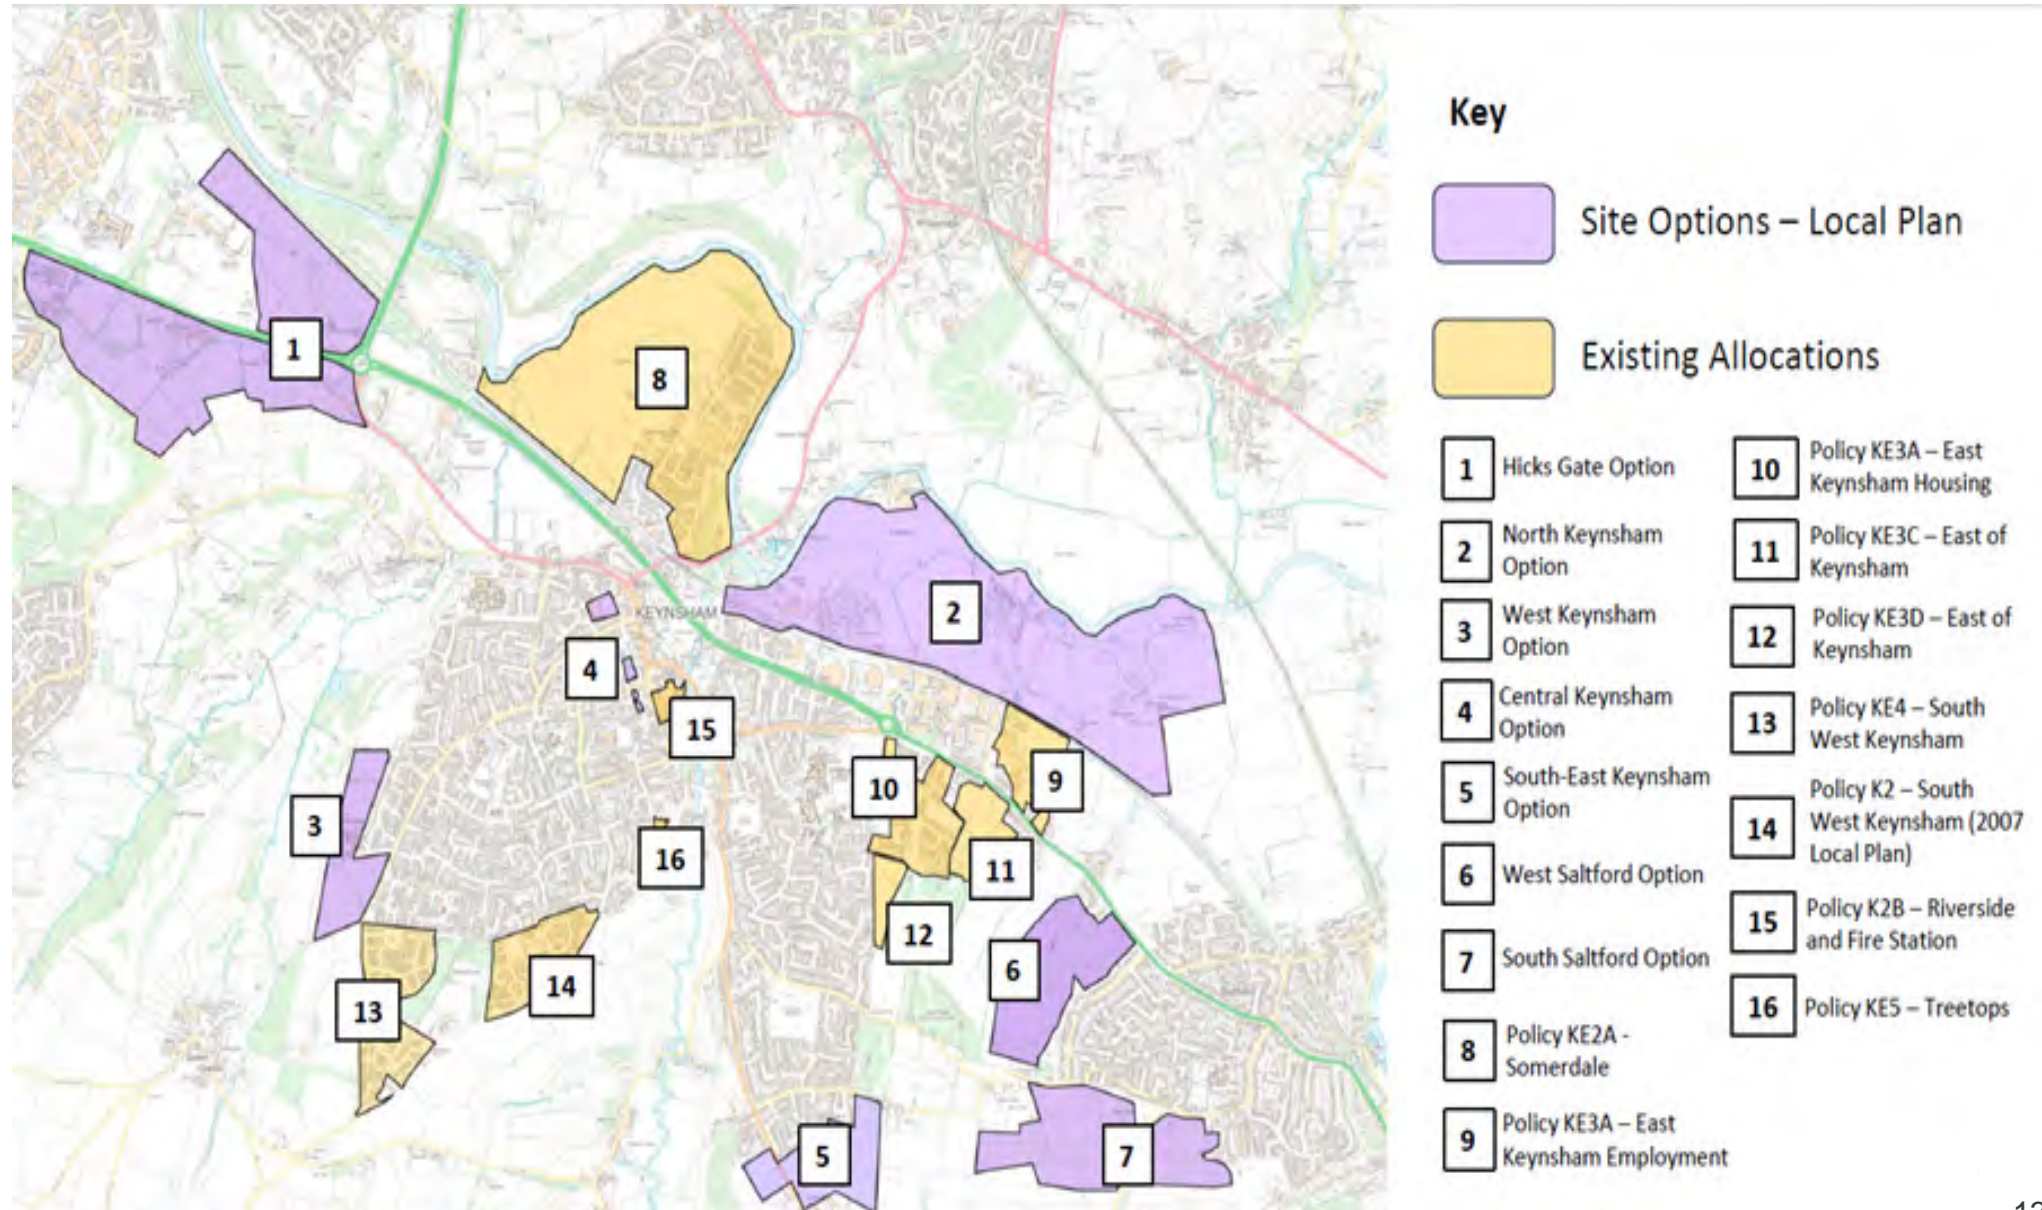 1
8
KEYNSHAM
2
4
15
10
9
3
16
11
12
6
14
13
5
7
Key
Site Options – Local Plan
Existing Allocations
1 Hicks Gate Option
2 North Keynsham
Option
3 West Keynsham
Option
4 Central Keynsham
Option
5 South-East Keynsham
Option
6 West Saltford Option
7 South Saltford Option
8 Policy KE2A -
Somerdale
9 Policy KE3A – East
Keynsham Employment
10 Policy KE3A – East
Keynsham Housing
11 Policy KE3C – East of
Keynsham
12 Policy KE3D – East of
Keynsham
13 Policy KE4 – South
West Keynsham
14 Policy K2 – South
West Keynsham (2007
Local Plan)
15 Policy K2B – Riverside
and Fire Station
16 Policy KE5 – Treetops